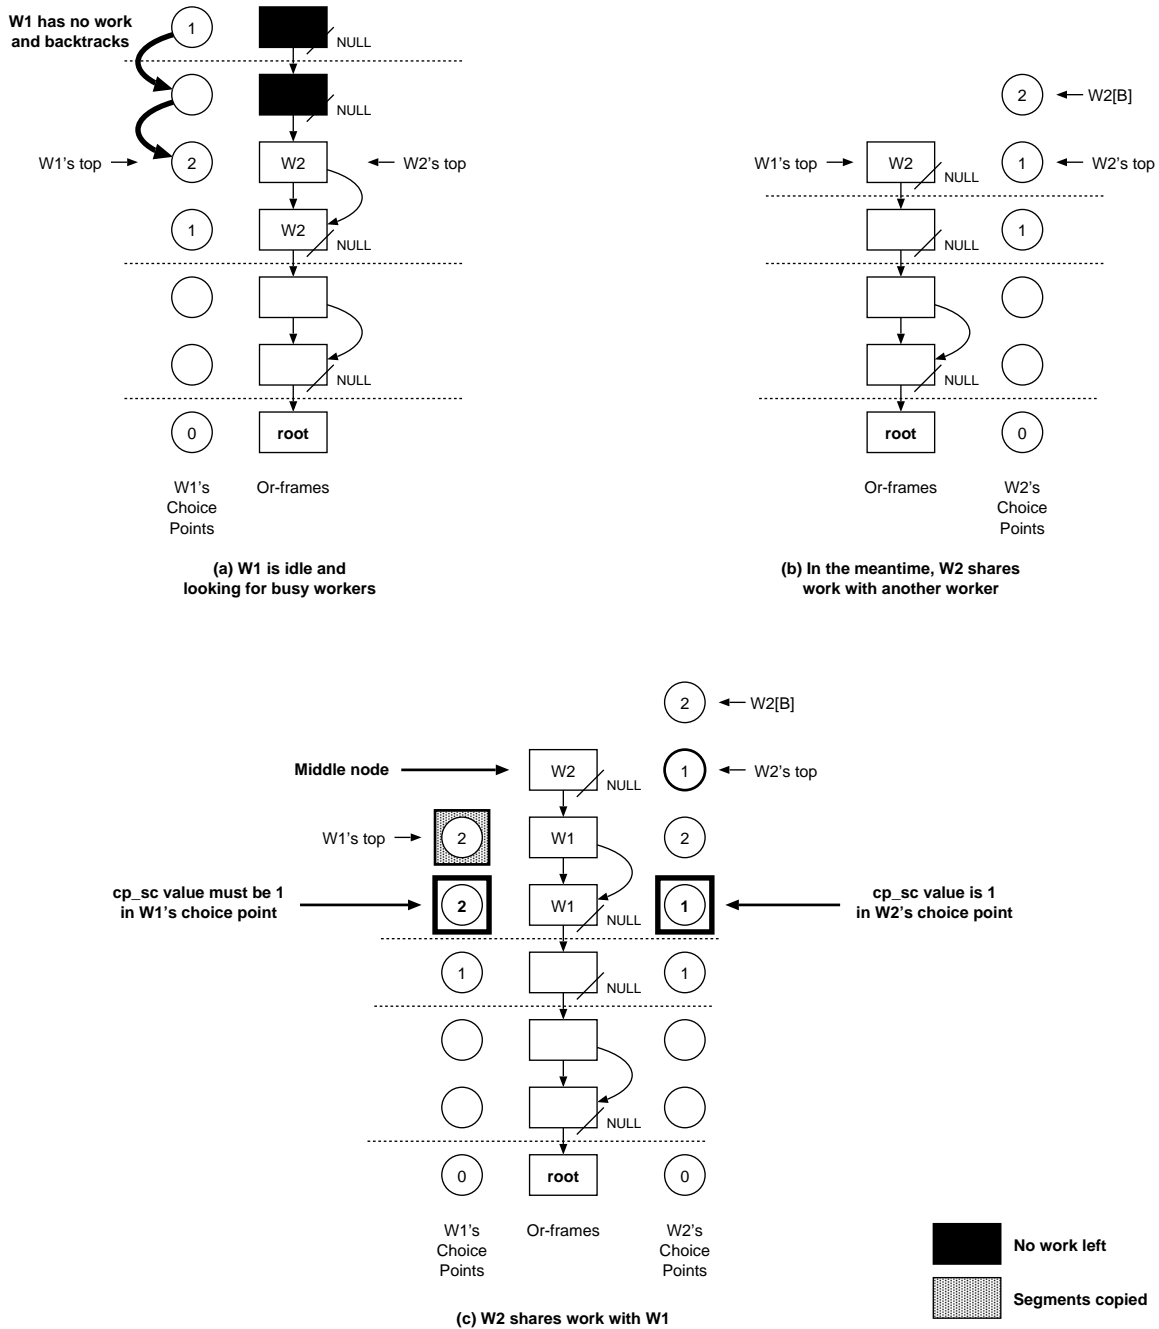 W1 has no work
and backtracks
1
NULL
NULL
W1's top
2
W2
W2's top
1
W2
NULL
NULL
0
root
W1's
Choice
Points
Or-frames
(a) W1 is idle and
looking for busy workers
2
W2[B]
W1's top
W2
NULL
1
W2's top
1
NULL
NULL
root
0
Or-frames
W2's
Choice
Points
(b) In the meantime, W2 shares
work with another worker
2
W2[B]
Middle node
W2
NULL
1
W2's top
W1's top
2
W1
2
cp_sc value must be 1
in W1's choice point
2
W1
NULL
1
cp_sc value is 1
in W2's choice point
1
NULL
1
NULL
0
root
0
W1's
Choice
Points
Or-frames
W2's
Choice
Points
(c) W2 shares work with W1
No work left
Segments copied